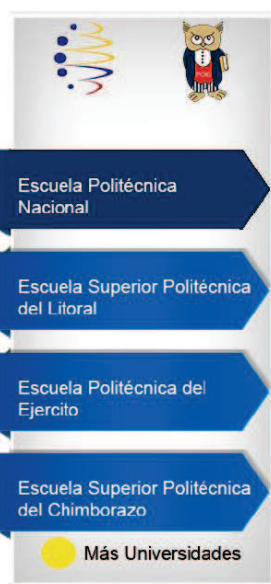 Escuela Politécnica
Nacional
Escuela Superior Politécnica
del Litoral
Escuela Politécnica del
Ejercito
Escuela Superior Politécnica
del Chimborazo
Más Universidades